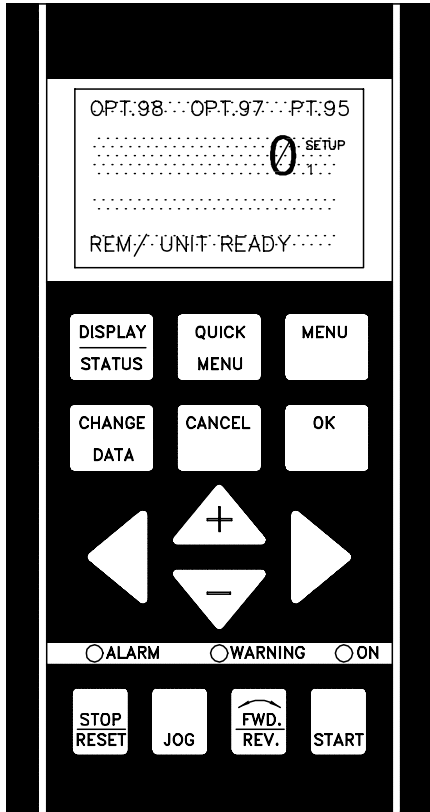 OPT.98 OPT.97 PT.95
0 SETUP
1
REM/ UNIT READY
DISPLAY QUICK MENU
STATUS MENU
CHANGE CANCEL OK
DATA
+
−
ALARM WARNING ON
STOP JOG FWD. START
RESET REV.